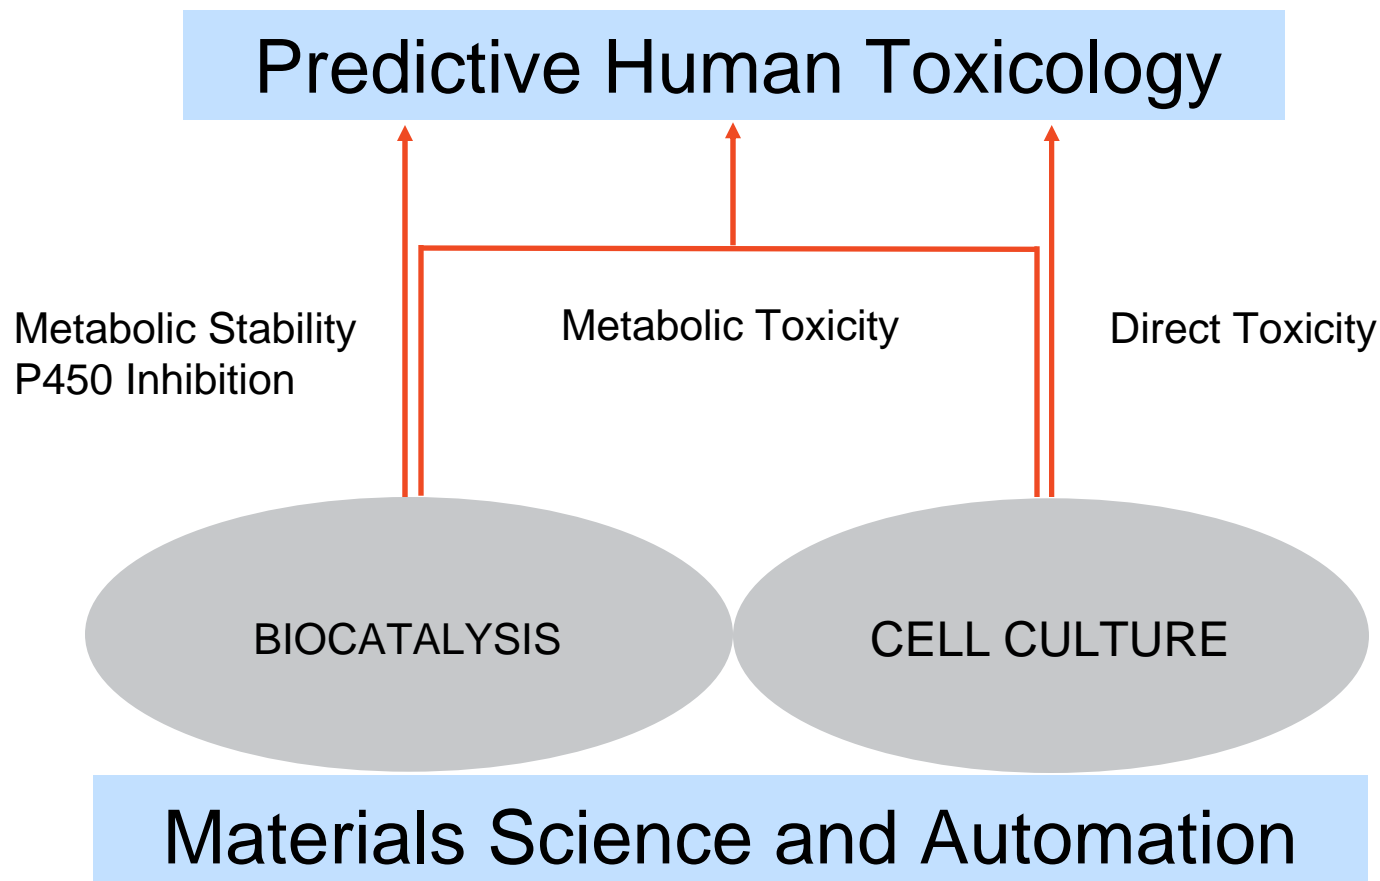 Predictive Human Toxicology
Metabolic Stability
P450 Inhibition
Metabolic Toxicity
Direct Toxicity
BIOCATALYSIS
CELL CULTURE
Materials Science and Automation